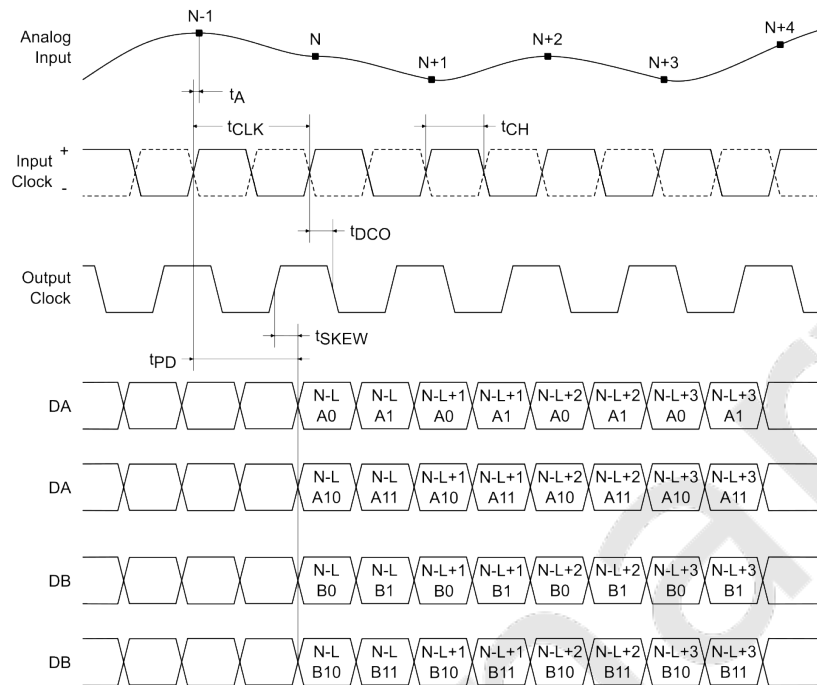 N-1
N
N+1
N+2
N+3
N+4
Analog
Input
tA
tCLK
tCH
Input
Clock
+
-
tDCO
Output
Clock
tSKEW
tPD
DA
N-L N-L N-L+1 N-L+1 N-L+2 N-L+2 N-L+3 N-L+3
A0 A1 A0 A1 A0 A1 A0 A1
DA
N-L N-L N-L+1 N-L+1 N-L+2 N-L+2 N-L+3 N-L+3
A10 A11 A10 A11 A10 A11 A10 A11
DB
N-L N-L N-L+1 N-L+1 N-L+2 N-L+2 N-L+3 N-L+3
B0 B1 B0 B1 B0 B1 B0 B1
DB
N-L N-L N-L+1 N-L+1 N-L+2 N-L+2 N-L+3 N-L+3
B10 B11 B10 B11 B10 B11 B10 B11